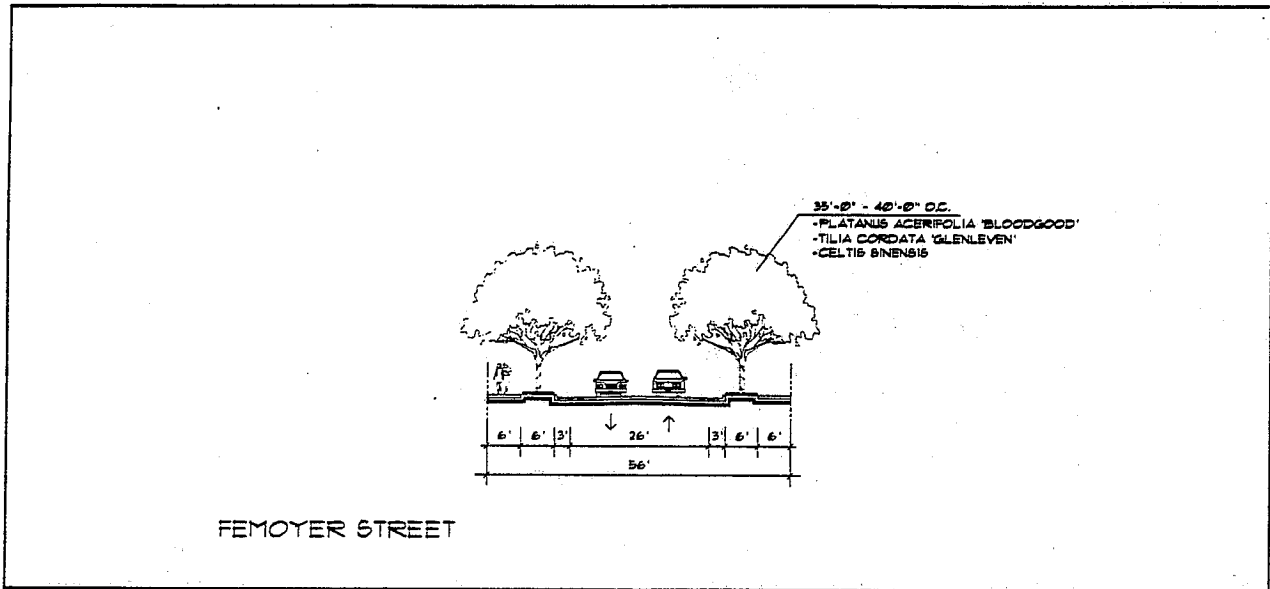 35'-0" - 40'-0" O.C.
-PLATANUS ACERIFOLIA 'BLOODGOOD'
-TILIA CORDATA 'GLENLEVEN'
-CELTIS SINENSIS
6' 6' 3' 26' 3' 6' 6'
56'
FEMOYER STREET